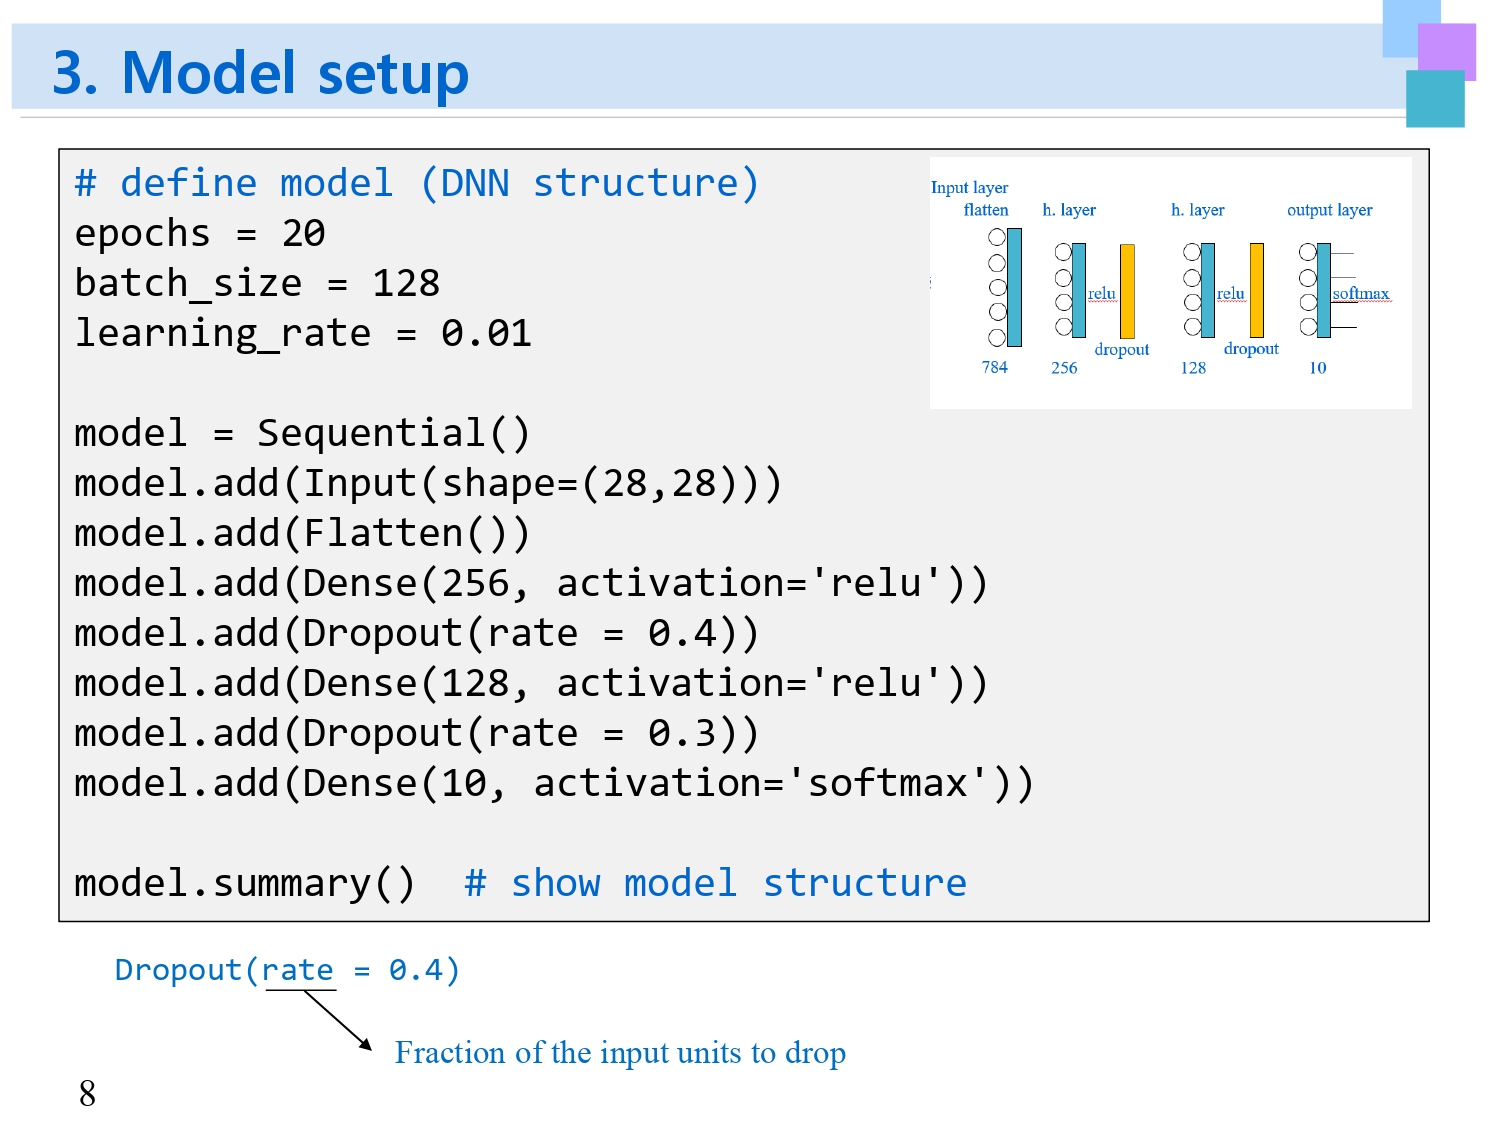 3. Model setup
# define model (DNN structure)
epochs = 20
batch_size = 128
learning_rate = 0.01
model = Sequential()
model.add(Input(shape=(28,28)))
model.add(Flatten())
model.add(Dense(256, activation='relu'))
model.add(Dropout(rate = 0.4))
model.add(Dense(128, activation='relu'))
model.add(Dropout(rate = 0.3))
model.add(Dense(10, activation='softmax'))
model.summary()  # show model structure
Input layer
flatten h. layer h. layer output layer
relu relu softmax
dropout dropout
784 256 128 10
Dropout(rate = 0.4)
Fraction of the input units to drop
8